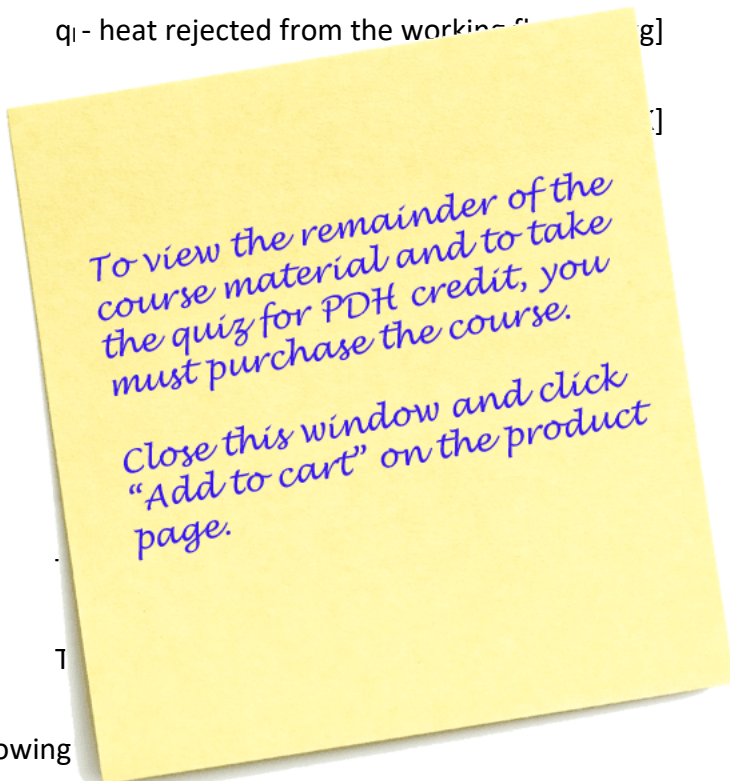 qₗ - heat rejected from the working
g]
]
To view the remainder of the
course material and to take
the quiz for PDH credit, you
must purchase the course.
Close this window and click
“Add to cart” on the product
page.
T
owing